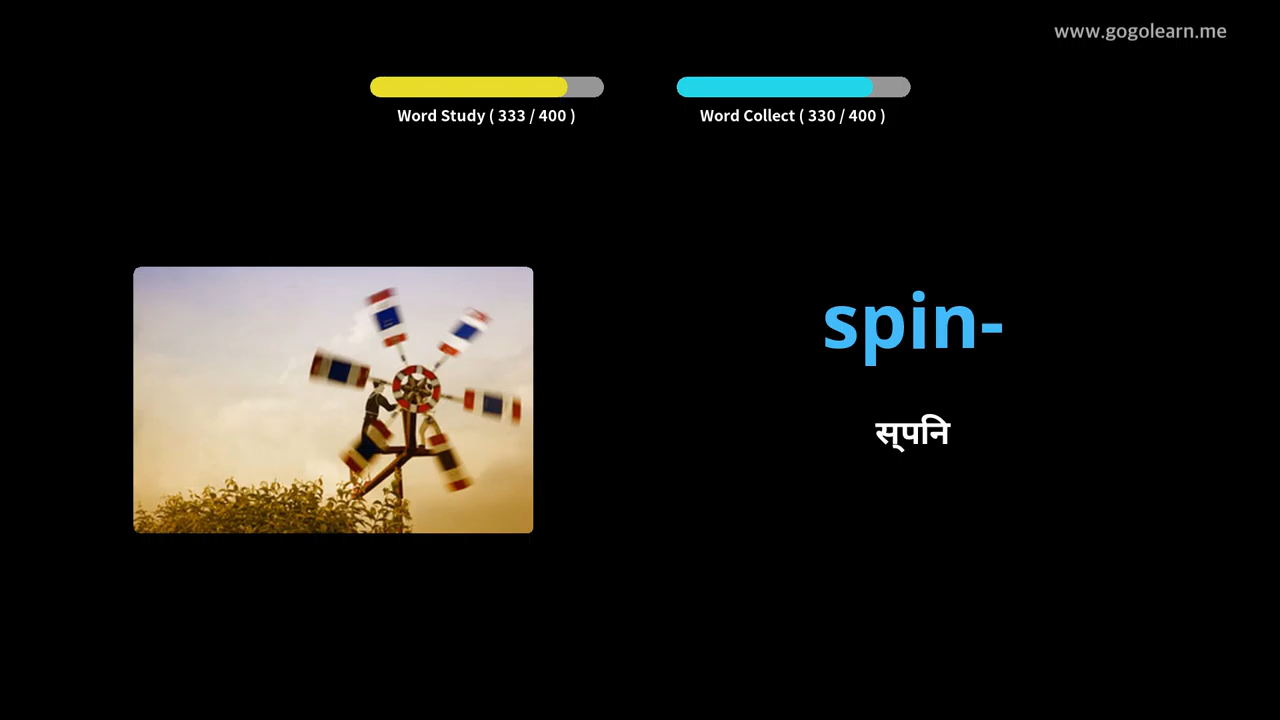 www.gogolearn.me
Word Study ( 333 / 400 )
Word Collect ( 330 / 400 )
spin-
स्पनि